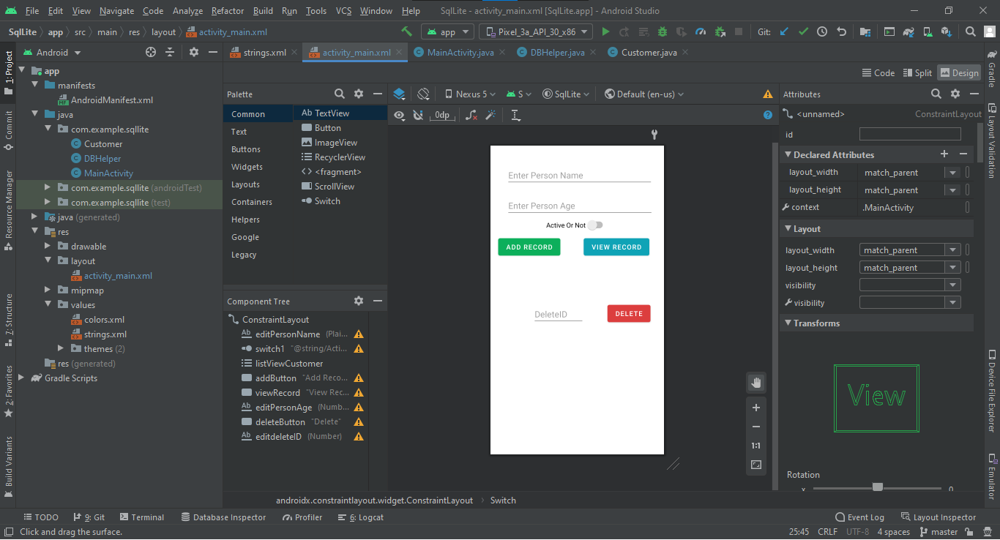 File Edit View Navigate Code Analyze Refactor Build Run Tools VCS Window Help SqlLite - activity_main.xml [SqlLite.app] - Android Studio
SqlLite app src main res layout activity_main.xml app Pixel_3a_API_30_x86 Git:
Android strings.xml activity_main.xml MainActivity.java DBHelper.java Customer.java
1: Project
Commit
Resource Manager
7: Structure
2: Favorites
Build Variants
app
manifests
AndroidManifest.xml
java
com.example.sqllite
Customer
DBHelper
MainActivity
com.example.sqllite (androidTest)
com.example.sqllite (test)
java (generated)
res
drawable
layout
activity_main.xml
mipmap
values
colors.xml
strings.xml
themes (2)
res (generated)
Gradle Scripts
Code Split Design
Palette
Common
Text
Buttons
Widgets
Layouts
Containers
Helpers
Google
Legacy
Ab TextView
Button
ImageView
RecyclerView
<fragment>
ScrollView
Switch
Component Tree
ConstraintLayout
Ab editPersonName (Plai...
switch1 "@string/Acti...
listViewCustomer
addButton "Add Reco...
viewRecord "View Rec...
Ab editPersonAge (Numb...
deleteButton "Delete"
Ab editdeleteID (Number)
Nexus 5 S SqlLite Default (en-us)
0dp
Enter Person Name
Enter Person Age
Active Or Not
ADD RECORD VIEW RECORD
DeleteID DELETE
1:1
androidx.constraintlayout.widget.ConstraintLayout Switch
Attributes
<unnamed> ConstraintLayout
id
Declared Attributes
layout_width match_parent
layout_height match_parent
context .MainActivity
Layout
layout_width match_parent
layout_height match_parent
visibility
visibility
Transforms
View
Rotation
x 0
Gradle
Layout Validation
Device File Explorer
Emulator
TODO 9: Git Terminal Database Inspector Profiler 6: Logcat Event Log Layout Inspector
Click and drag the surface. 25:45 CRLF UTF-8 4 spaces master